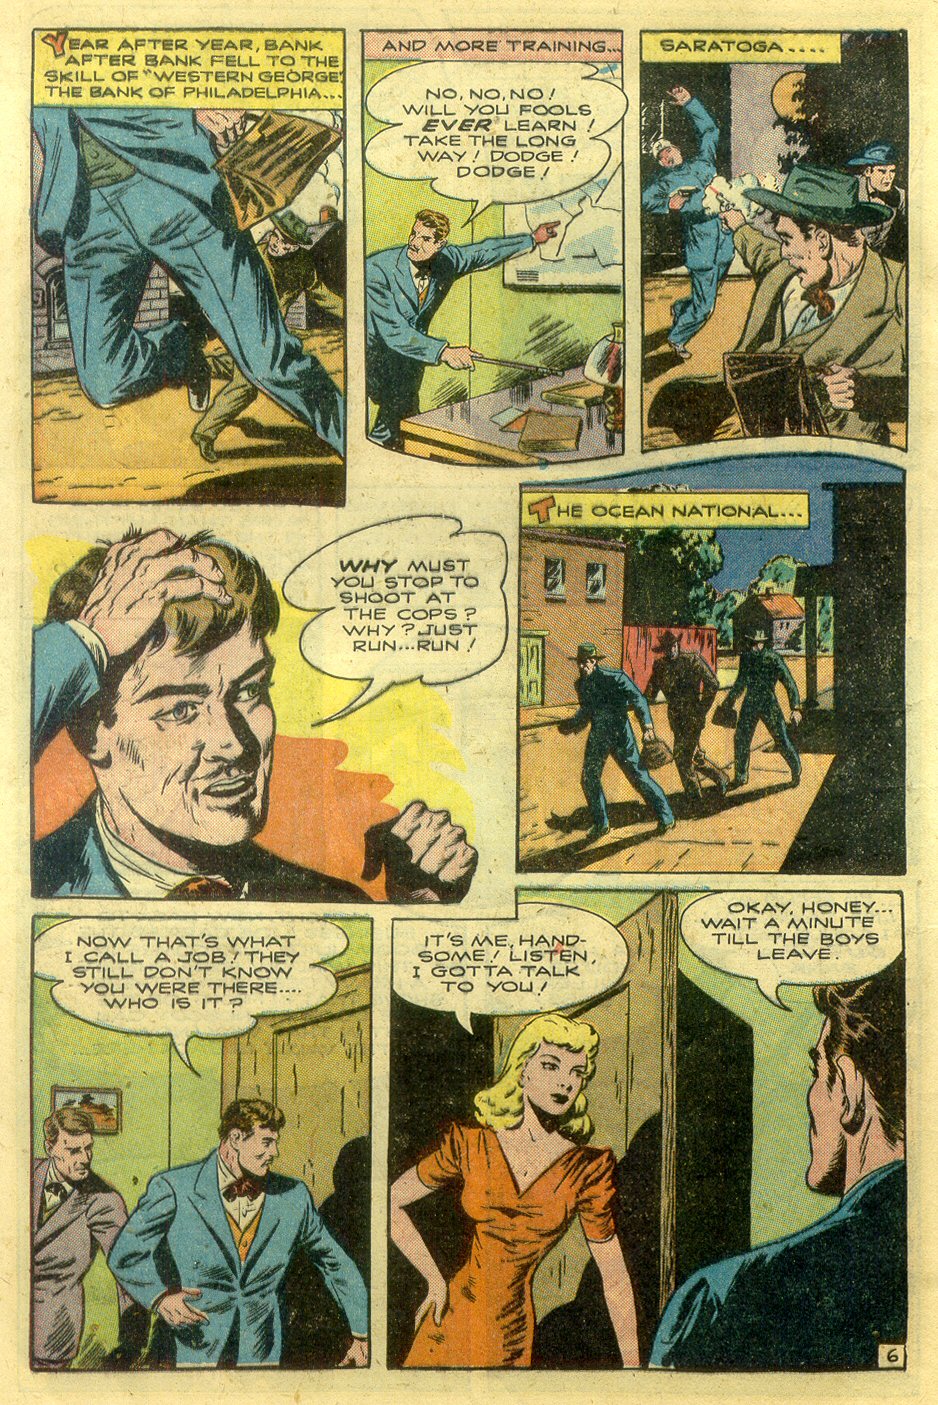 YEAR AFTER YEAR, BANK
AFTER BANK FELL TO THE
SKILL OF "WESTERN GEORGE".
THE BANK OF PHILADELPHIA...
AND MORE TRAINING...
NO, NO, NO!
WILL YOU FOOLS
EVER LEARN!
TAKE THE LONG
WAY! DODGE!
DODGE!
SARATOGA....
WHY MUST
YOU STOP TO
SHOOT AT
THE COPS?
WHY? JUST
RUN...RUN!
THE OCEAN NATIONAL...
NOW THAT'S WHAT
I CALL A JOB! THEY
STILL DON'T KNOW
YOU WERE THERE....
WHO IS IT?
IT'S ME, HAND-
SOME! LISTEN,
I GOTTA TALK
TO YOU!
OKAY, HONEY...
WAIT A MINUTE
TILL THE BOYS
LEAVE.
6